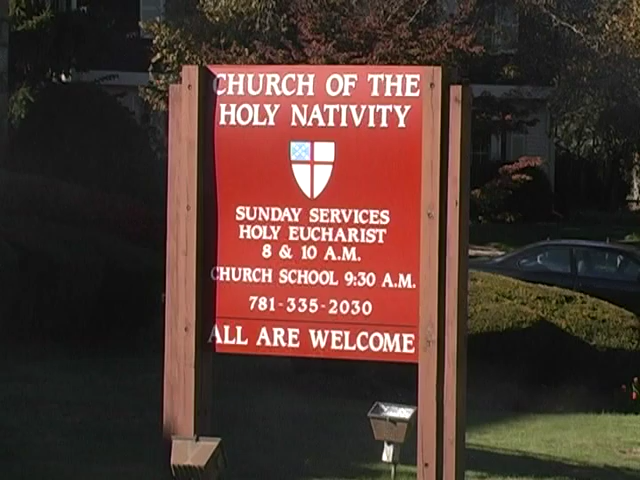 CHURCH OF THE
HOLY NATIVITY
SUNDAY SERVICES
HOLY EUCHARIST
8 & 10 A.M.
CHURCH SCHOOL 9:30 A.M.
781-335-2030
ALL ARE WELCOME